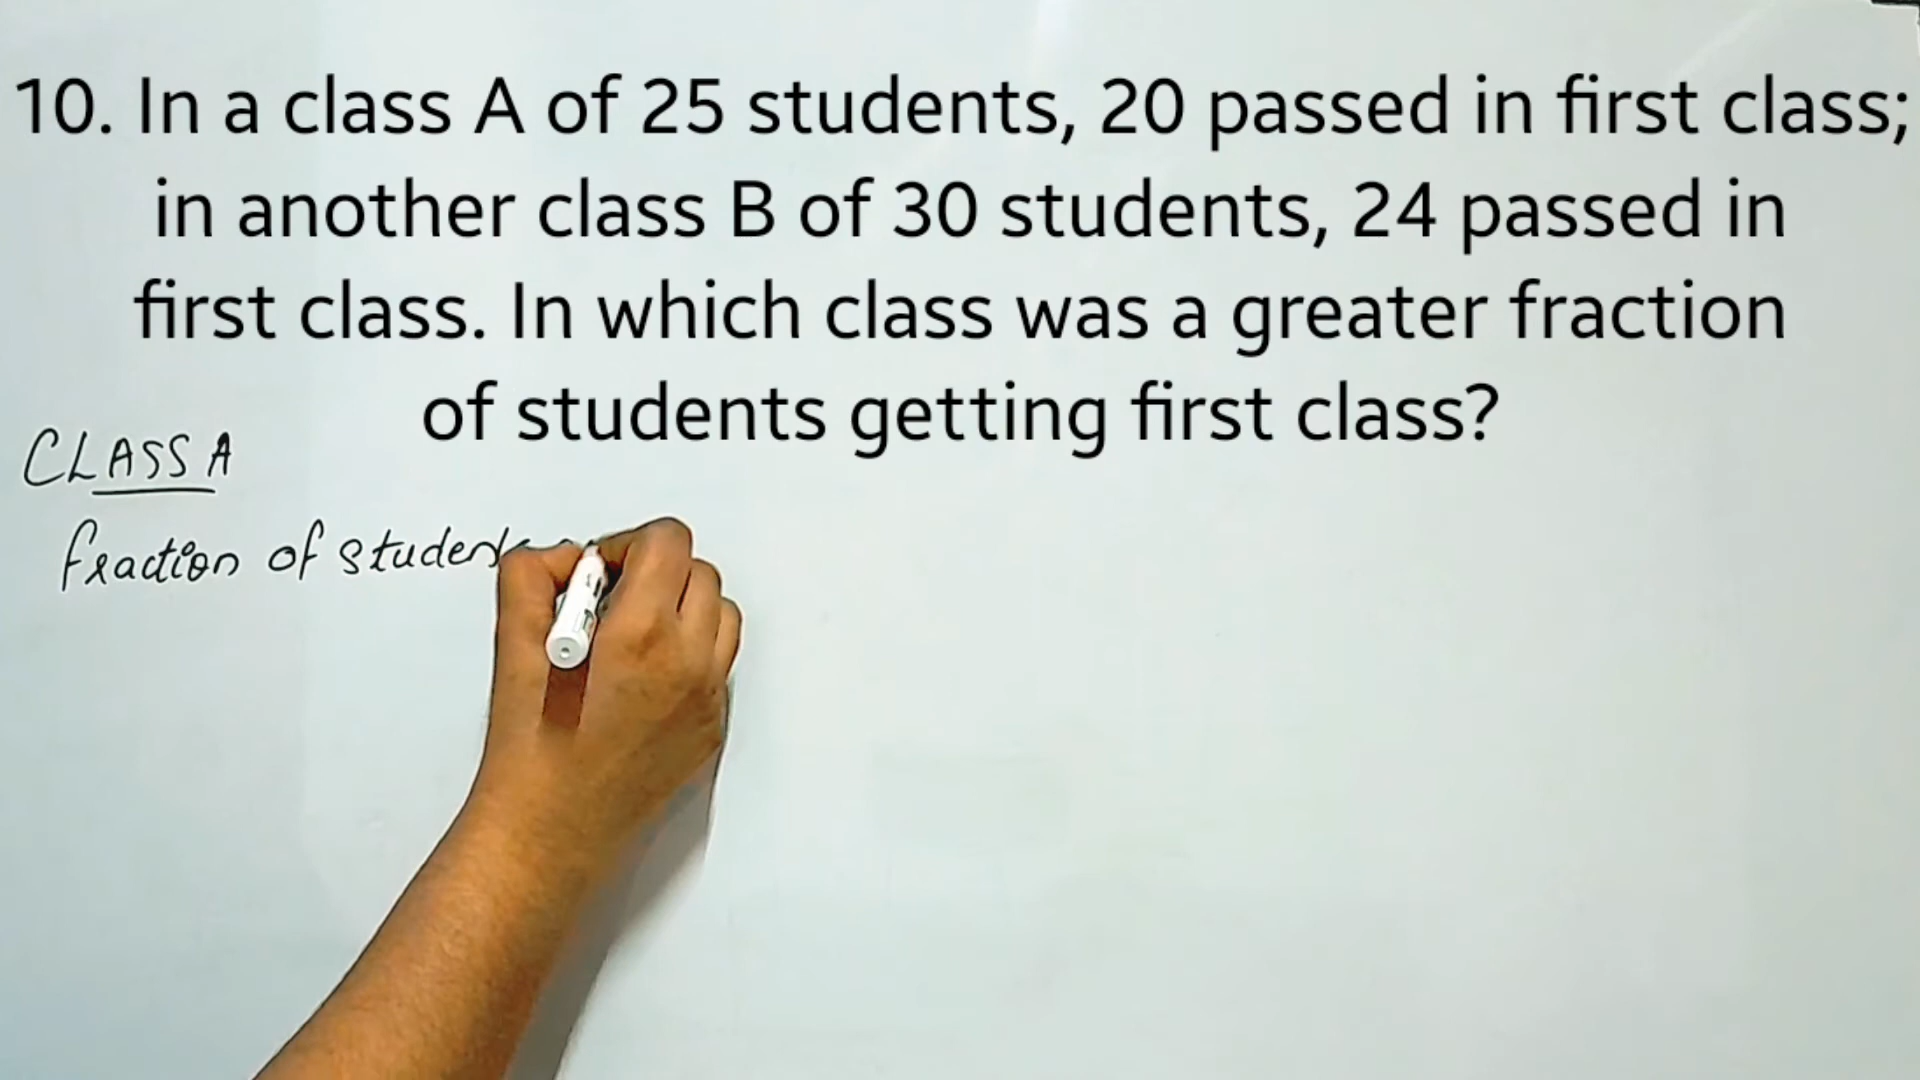 10. In a class A of 25 students, 20 passed in first class;
in another class B of 30 students, 24 passed in
first class. In which class was a greater fraction
of students getting first class?
CLASS A
fraction of students